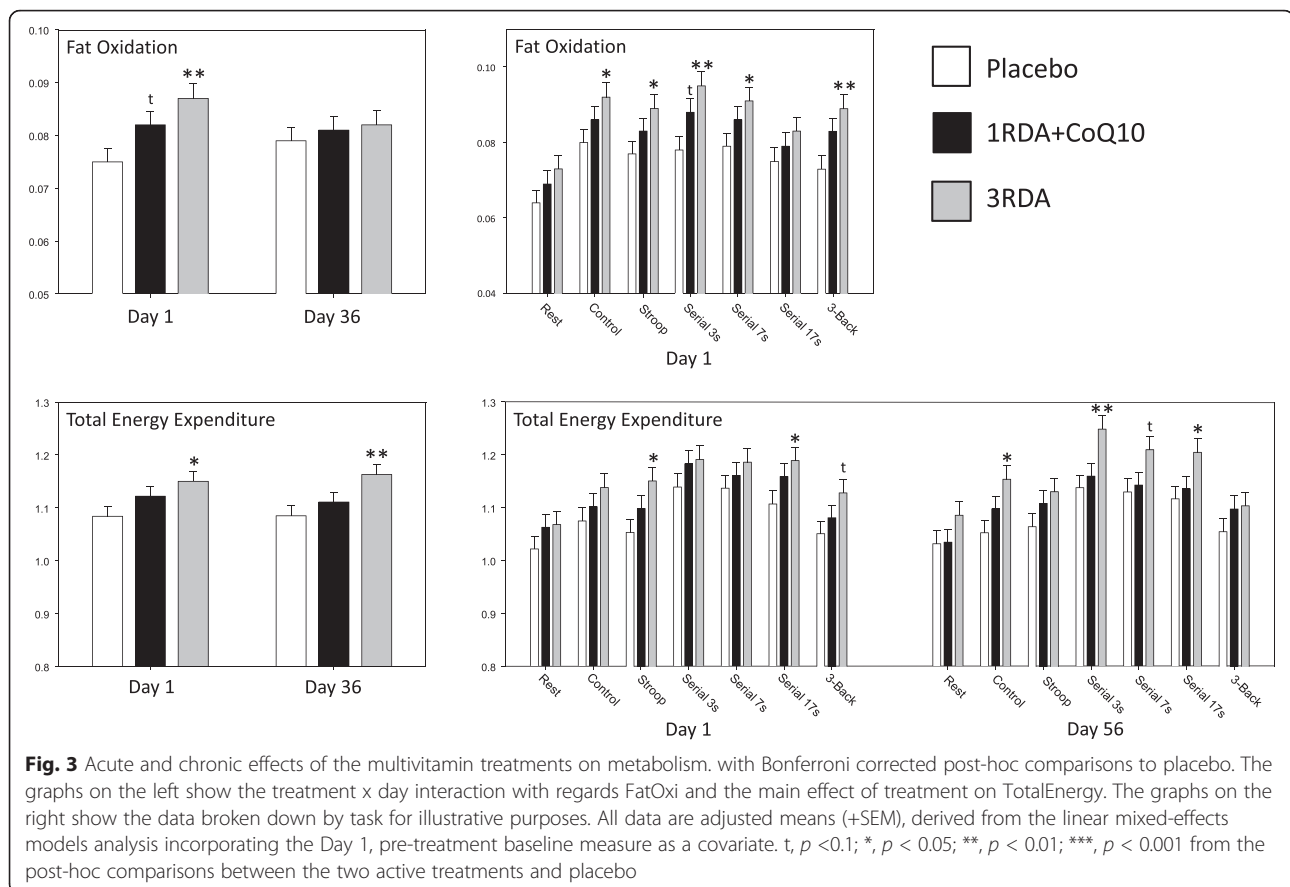 Fat Oxidation
0.10
0.09
0.08
0.07
0.06
0.05
Day 1
Day 36
t
**
Fat Oxidation
0.10
0.08
0.06
0.04
*
*
t
**
*
**
Rest
Control
Stroop
Serial 3s
Serial 7s
Serial 17s
3-Back
Day 1
Placebo
1RDA+CoQ10
3RDA
Total Energy Expenditure
1.3
1.2
1.1
1.0
0.9
0.8
*
**
Day 1
Day 36
Total Energy Expenditure
1.3
1.2
1.1
1.0
0.9
0.8
*
*
t
*
**
t
*
Rest
Control
Stroop
Serial 3s
Serial 7s
Serial 17s
3-Back
Day 1
Rest
Control
Stroop
Serial 3s
Serial 7s
Serial 17s
3-Back
Day 56
Fig. 3 Acute and chronic effects of the multivitamin treatments on metabolism. with Bonferroni corrected post-hoc comparisons to placebo. The
graphs on the left show the treatment x day interaction with regards FatOxi and the main effect of treatment on TotalEnergy. The graphs on the
right show the data broken down by task for illustrative purposes. All data are adjusted means (+SEM), derived from the linear mixed-effects
models analysis incorporating the Day 1, pre-treatment baseline measure as a covariate. t, p <0.1; *, p < 0.05; **, p < 0.01; ***, p < 0.001 from the
post-hoc comparisons between the two active treatments and placebo